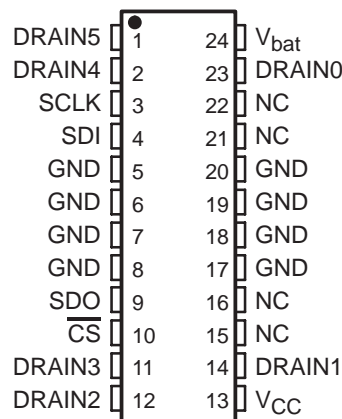 DRAIN5 1 24 Vbat
DRAIN4 2 23 DRAIN0
SCLK 3 22 NC
SDI 4 21 NC
GND 5 20 GND
GND 6 19 GND
GND 7 18 GND
GND 8 17 GND
SDO 9 16 NC
C̅S̅ 10 15 NC
DRAIN3 11 14 DRAIN1
DRAIN2 12 13 VCC